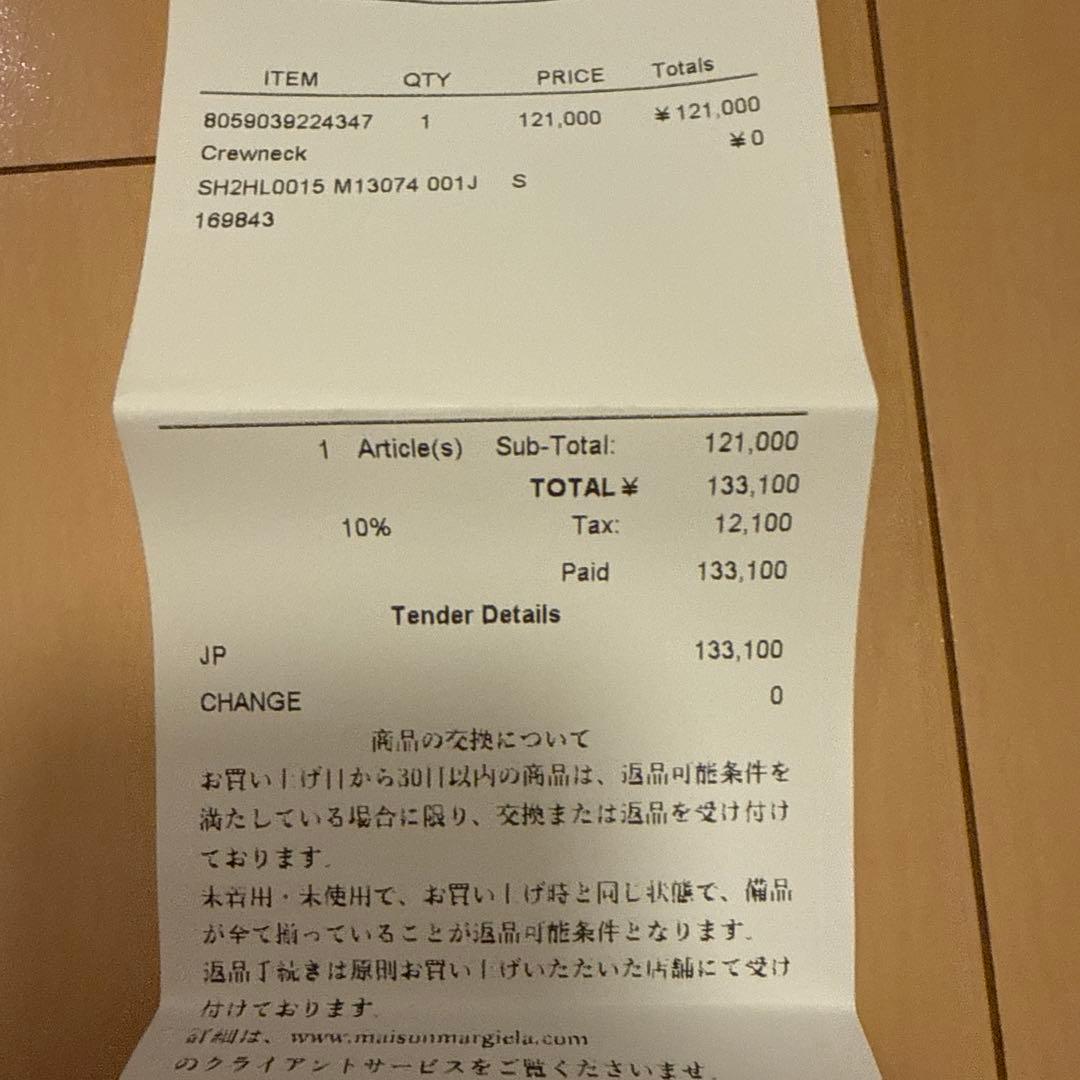 ITEM QTY PRICE Totals
8059039224347 1 121,000 ¥121,000
Crewneck ¥0
SH2HL0015 M13074 001J S
169843
1 Article(s) Sub-Total: 121,000
TOTAL ¥ 133,100
10% Tax: 12,100
Paid 133,100
Tender Details
JP 133,100
CHANGE 0
商品の交換について
お買い上げ日から30日以内の商品は、返品可能条件を
満たしている場合に限り、交換または返品を受け付け
ております。
未着用・未使用で、お買い上げ時と同じ状態で、備品
が全て揃っていることが返品可能条件となります。
返品手続きは原則お買い上げいただいた店舗にて受け
付けております。
詳細は、www.maisonmargiela.com
のクライアントサービスをご覧くださいませ。